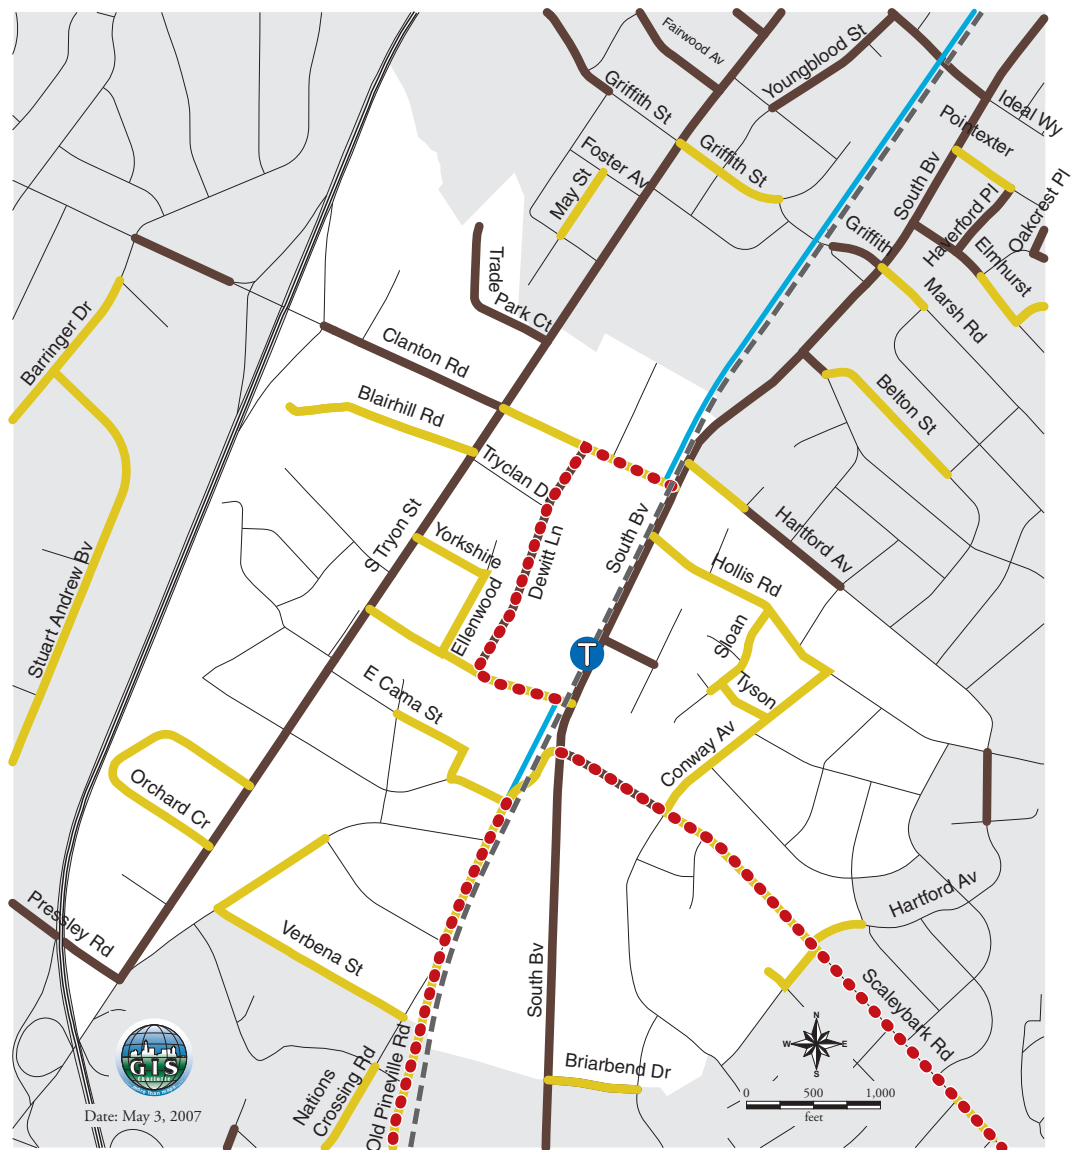 Fairwood Av
Youngblood St
Griffith St
Ideal Wy
Pointexter
Griffith St
Foster Av
May St
South Bv
Haverford Pl
Oakcrest Pl
Griffith
Elmhurst
Trade Park Ct
Marsh Rd
Barringer Dr
Clanton Rd
Blairhill Rd
Belton St
Tryclan D
S Tryon St
Yorkshire
Dewitt Ln
South Bv
Hartford Av
Hollis Rd
Ellenwood
Stuart Andrew Bv
Sloan
T
Tyson
E Cama St
Conway Av
Orchard Cr
Hartford Av
Pressley Rd
Verbena St
South Bv
Scaleybark Rd
N
W
E
S
GIS
Charlotte
Briarbend Dr
Nations
Crossing Rd
Old Pineville Rd
0 500 1,000
feet
Date: May 3, 2007